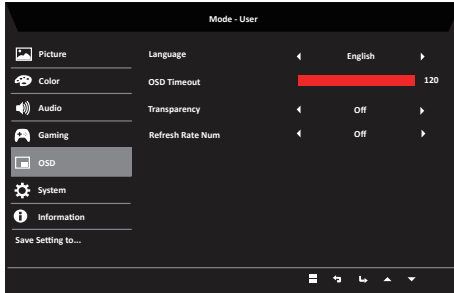 Mode - User
Picture
Language English
Color
OSD Timeout 120
Audio
Transparency Off
Gaming
Refresh Rate Num Off
OSD
System
Information
Save Setting to...